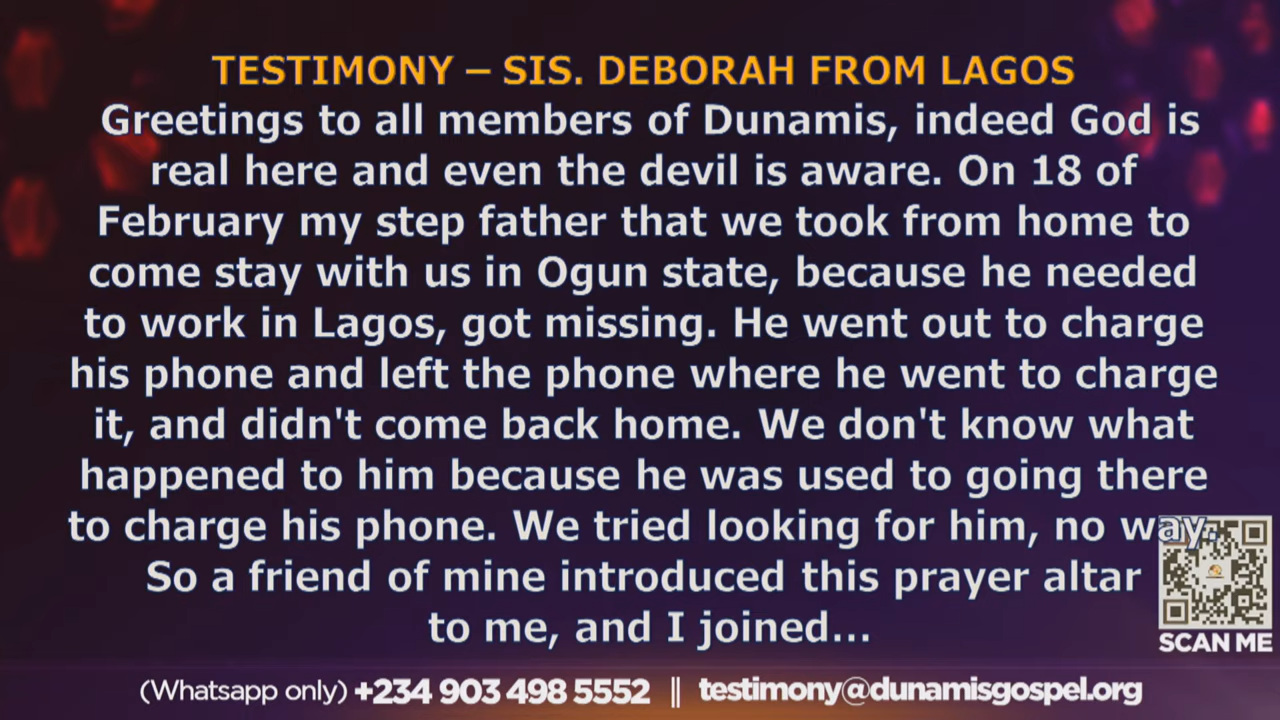 TESTIMONY – SIS. DEBORAH FROM LAGOS
Greetings to all members of Dunamis, indeed God is
real here and even the devil is aware. On 18 of
February my step father that we took from home to
come stay with us in Ogun state, because he needed
to work in Lagos, got missing. He went out to charge
his phone and left the phone where he went to charge
it, and didn't come back home. We don't know what
happened to him because he was used to going there
to charge his phone. We tried looking for him, no way.
So a friend of mine introduced this prayer altar
to me, and I joined...
SCAN ME
(Whatsapp only) +234 903 498 5552 || testimony@dunamisgospel.org